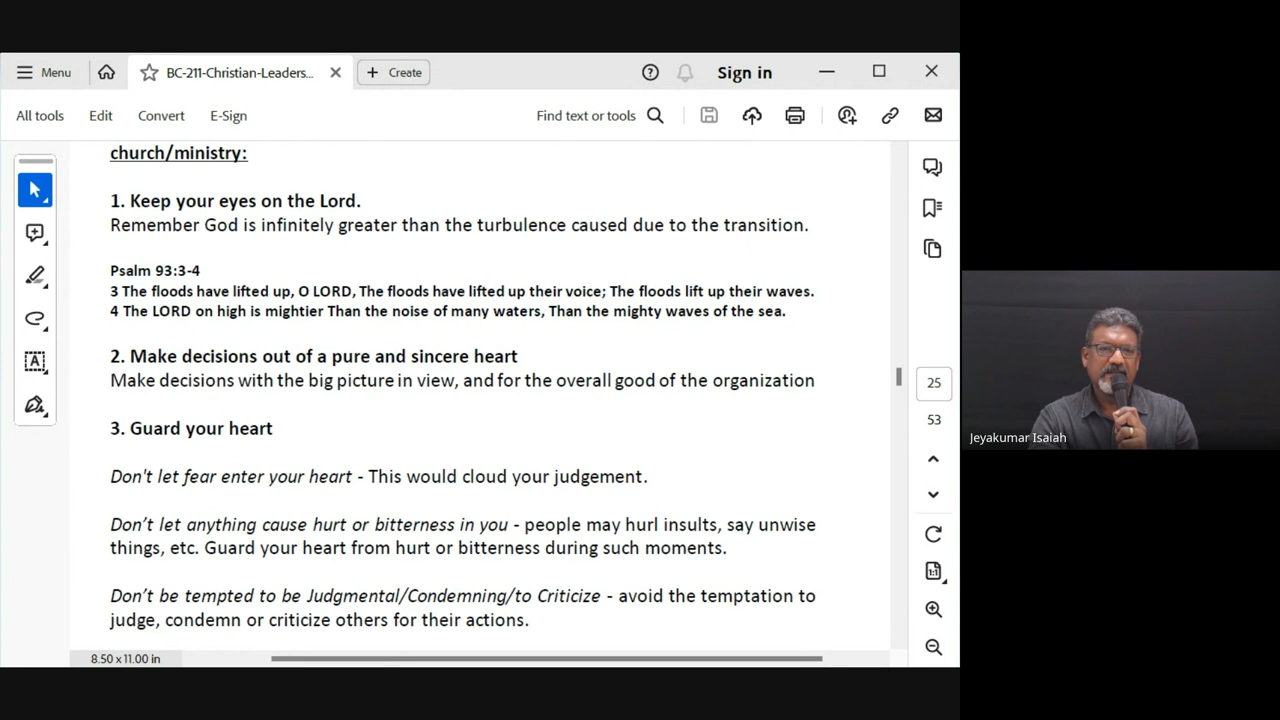 Menu
BC-211-Christian-Leaders...
Create
Sign in
All tools
Edit
Convert
E-Sign
Find text or tools
church/ministry:
1. Keep your eyes on the Lord.
Remember God is infinitely greater than the turbulence caused due to the transition.
Psalm 93:3-4
3 The floods have lifted up, O LORD, The floods have lifted up their voice; The floods lift up their waves.
4 The LORD on high is mightier Than the noise of many waters, Than the mighty waves of the sea.
2. Make decisions out of a pure and sincere heart
Make decisions with the big picture in view, and for the overall good of the organization
3. Guard your heart
Don't let fear enter your heart - This would cloud your judgement.
Don’t let anything cause hurt or bitterness in you - people may hurl insults, say unwise
things, etc. Guard your heart from hurt or bitterness during such moments.
Don’t be tempted to be Judgmental/Condemning/to Criticize - avoid the temptation to
judge, condemn or criticize others for their actions.
8.50 x 11.00 in
25
53
1:1
Jeyakumar Isaiah